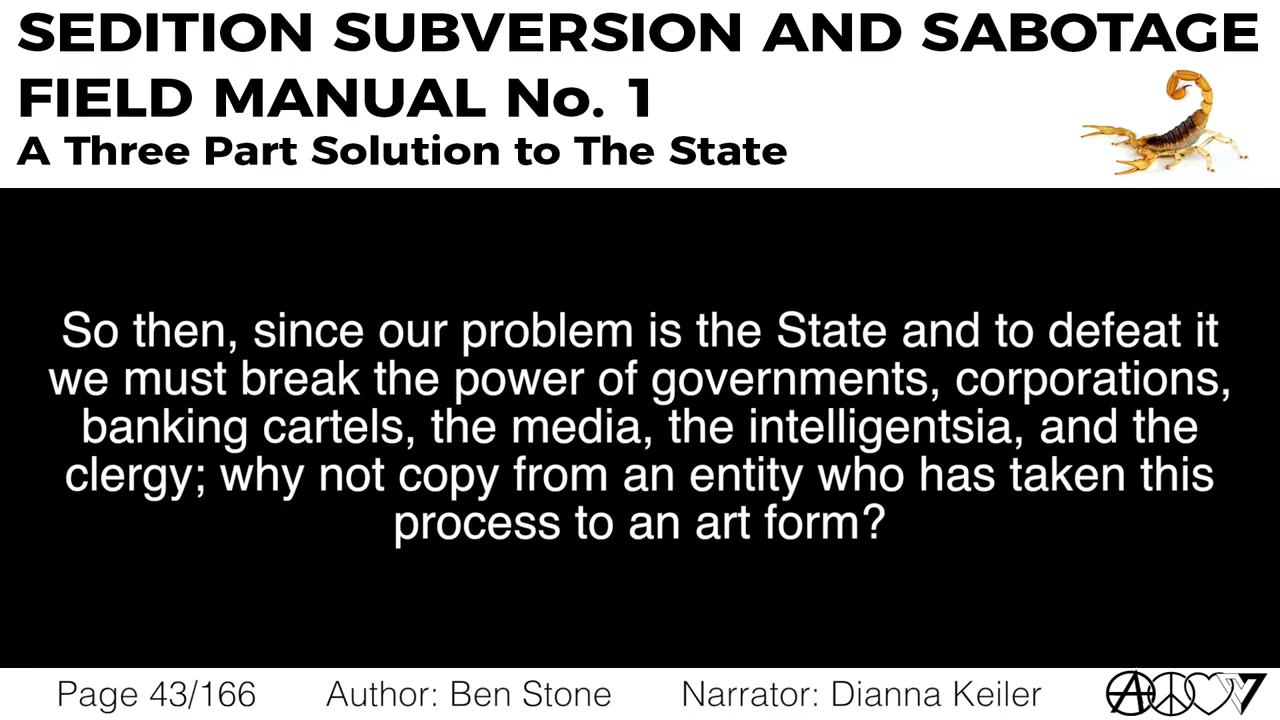 SEDITION SUBVERSION AND SABOTAGE
FIELD MANUAL No. 1
A Three Part Solution to The State
So then, since our problem is the State and to defeat it
we must break the power of governments, corporations,
banking cartels, the media, the intelligentsia, and the
clergy; why not copy from an entity who has taken this
process to an art form?
Page 43/166 Author: Ben Stone Narrator: Dianna Keiler